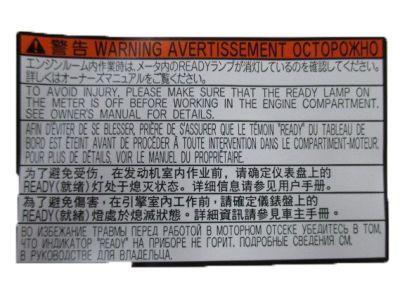 警告 WARNING AVERTISSEMENT ОСТОРОЖНО
エンジンルーム内作業時は、メータ内のREADYランプが消灯しているのを確認してください。
詳しくはオーナーズマニュアルをご覧ください。
TO AVOID INJURY, PLEASE MAKE SURE THAT THE READY LAMP ON
THE METER IS OFF BEFORE WORKING IN THE ENGINE COMPARTMENT.
SEE OWNER'S MANUAL FOR DETAILS.
AFIN D'ÉVITER DE SE BLESSER, PRIÈRE DE S'ASSURER QUE LE TÉMOIN "READY" DU TABLEAU DE
BORD EST ÉTEINT AVANT DE PROCÉDER À TOUTE INTERVENTION DANS LE COMPARTIMENT-MOTEUR.
POUR PLUS DE DÉTAILS, VOIR LE MANUEL DU PROPRIÉTAIRE.
为了避免受伤，在发动机室内作业前，请确定仪表盘上的
READY(就绪)灯处于熄灭状态。详细信息请参见用户手册.
為了避免傷害，在引擎室內工作前，請確定儀錶盤上的
READY(就緒)燈處於熄滅狀態。詳細資訊請參見車主手冊.
ВО ИЗБЕЖАНИЕ ТРАВМЫ ПЕРЕД РАБОТОЙ В МОТОРНОМ ОТСЕКЕ УБЕДИТЕСЬ В ТОМ,
ЧТО ИНДИКАТОР "READY" НА ПРИБОРЕ НЕ ГОРИТ. ПОДРОБНЫЕ СВЕДЕНИЯ СМ.
В РУКОВОДСТВЕ ДЛЯ ВЛАДЕЛЬЦА.